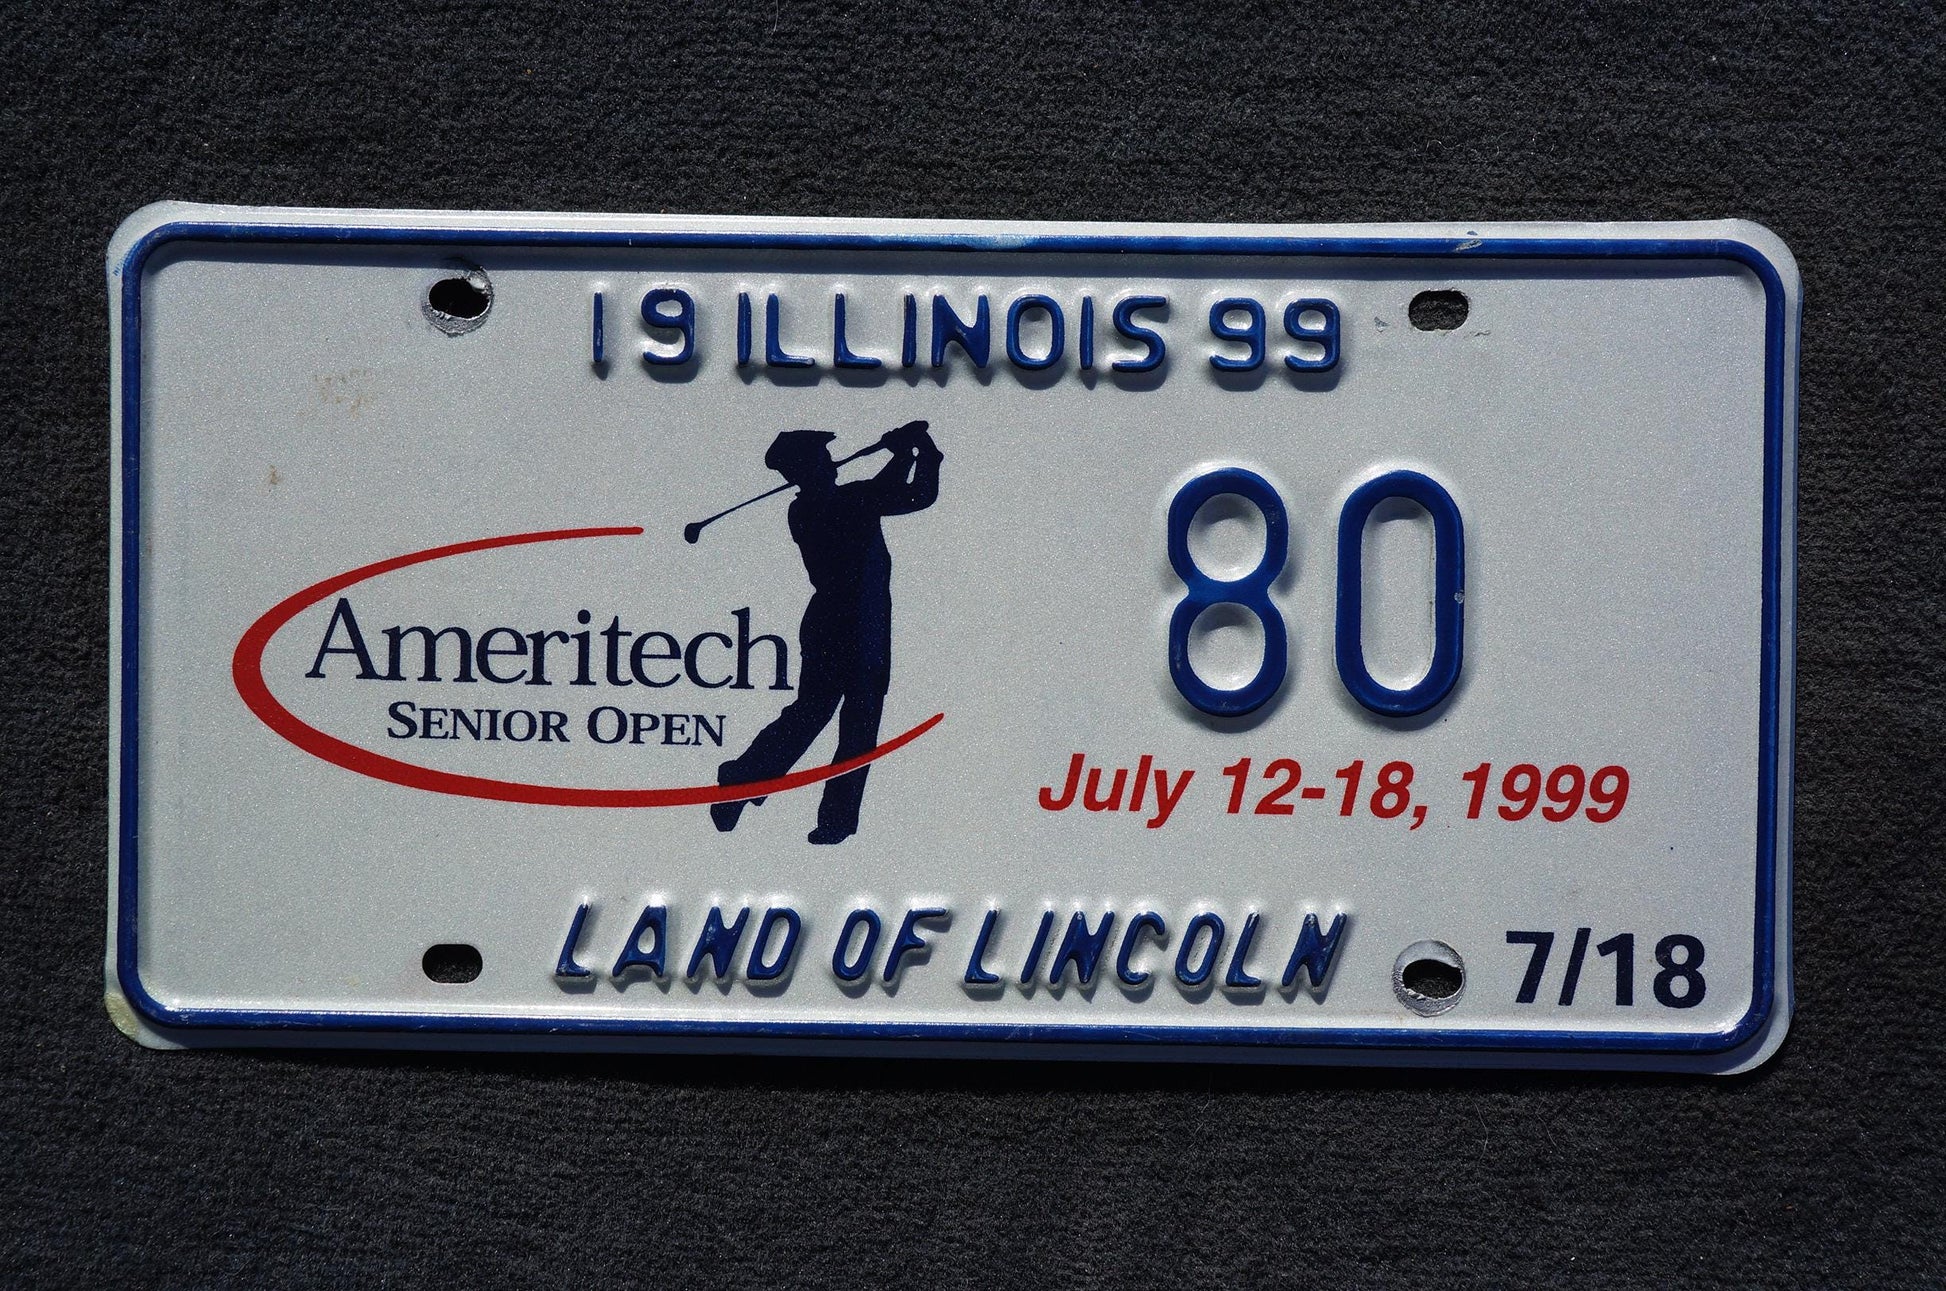 19 ILLINOIS 99
80
Ameritech
SENIOR OPEN
July 12-18, 1999
LAND OF LINCOLN
7/18